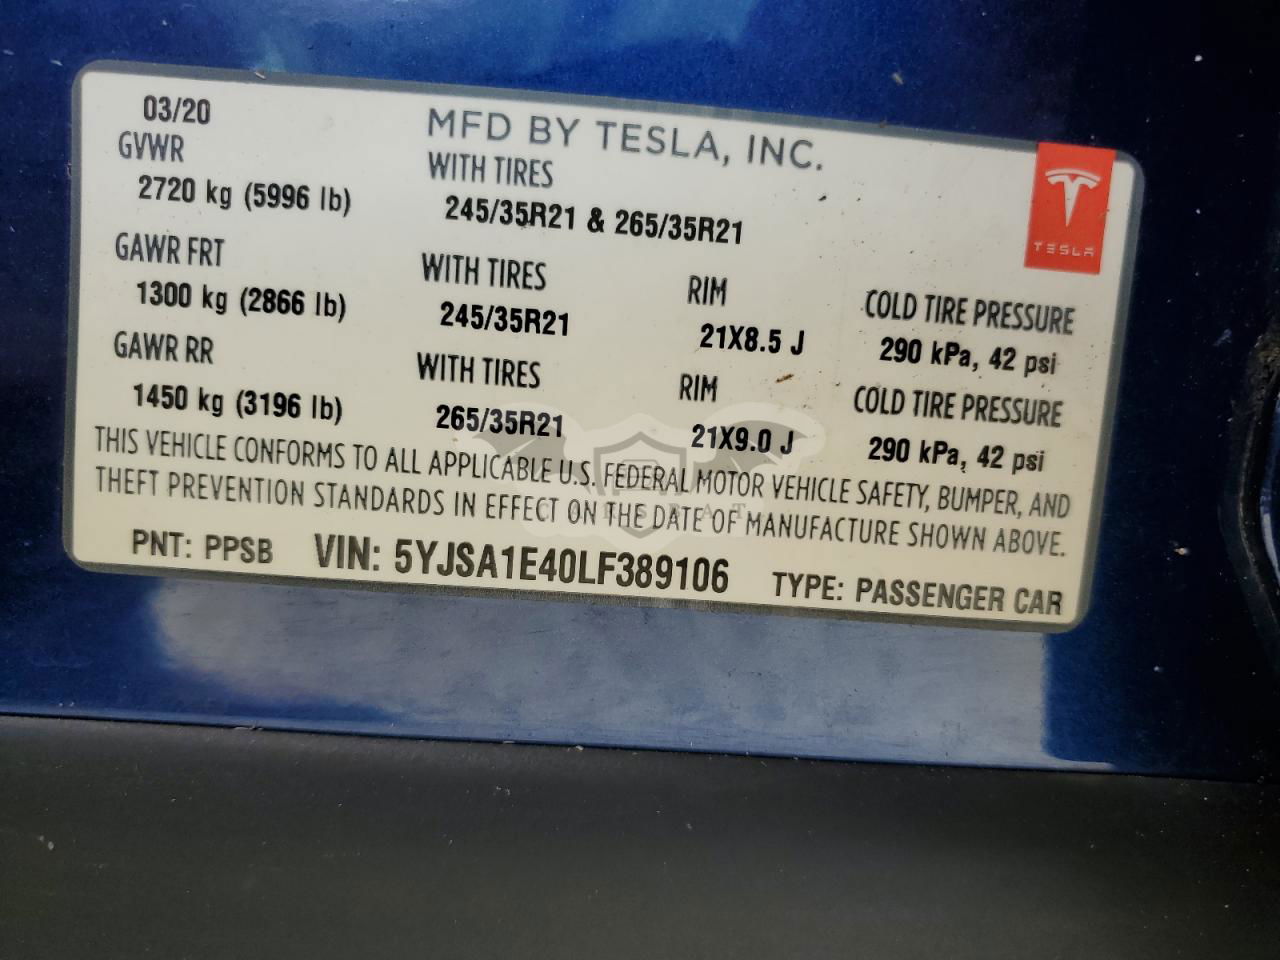 03/20
MFD BY TESLA, INC.
GVWR
WITH TIRES
2720 kg (5996 lb)
245/35R21 & 265/35R21
TESLA
GAWR FRT
WITH TIRES
RIM
COLD TIRE PRESSURE
1300 kg (2866 lb)
245/35R21
21X8.5 J
290 kPa, 42 psi
GAWR RR
WITH TIRES
RIM
COLD TIRE PRESSURE
1450 kg (3196 lb)
265/35R21
21X9.0 J
290 kPa, 42 psi
THIS VEHICLE CONFORMS TO ALL APPLICABLE U.S. FEDERAL MOTOR VEHICLE SAFETY, BUMPER, AND
THEFT PREVENTION STANDARDS IN EFFECT ON THE DATE OF MANUFACTURE SHOWN ABOVE.
PNT: PPSB VIN: 5YJSA1E40LF389106 TYPE: PASSENGER CAR